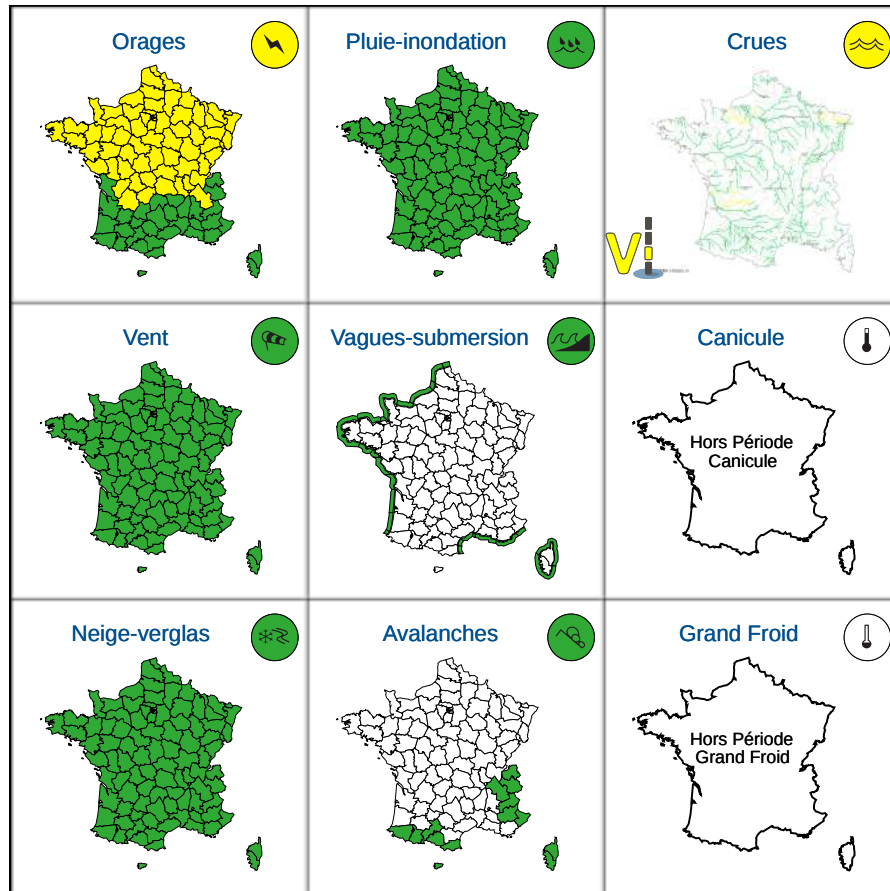 Orages
Pluie-inondation
Crues
Vi
Vent
Vagues-submersion
Canicule
Hors Période
Canicule
Neige-verglas
Avalanches
Grand Froid
Hors Période
Grand Froid